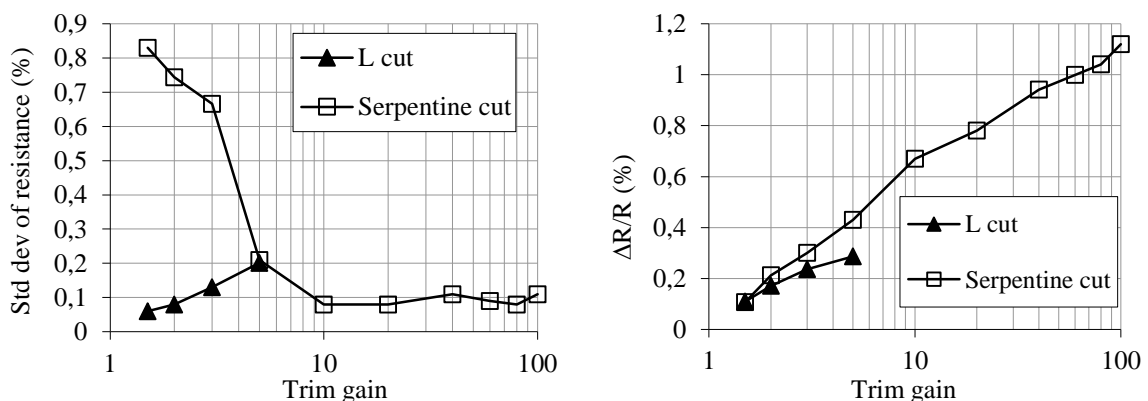 Std dev of resistance (%)
0,9
0,8
0,7
0,6
0,5
0,4
0,3
0,2
0,1
0
1
10
100
Trim gain
L cut
Serpentine cut
ΔR/R (%)
1,2
1
0,8
0,6
0,4
0,2
0
1
10
100
Trim gain
L cut
Serpentine cut